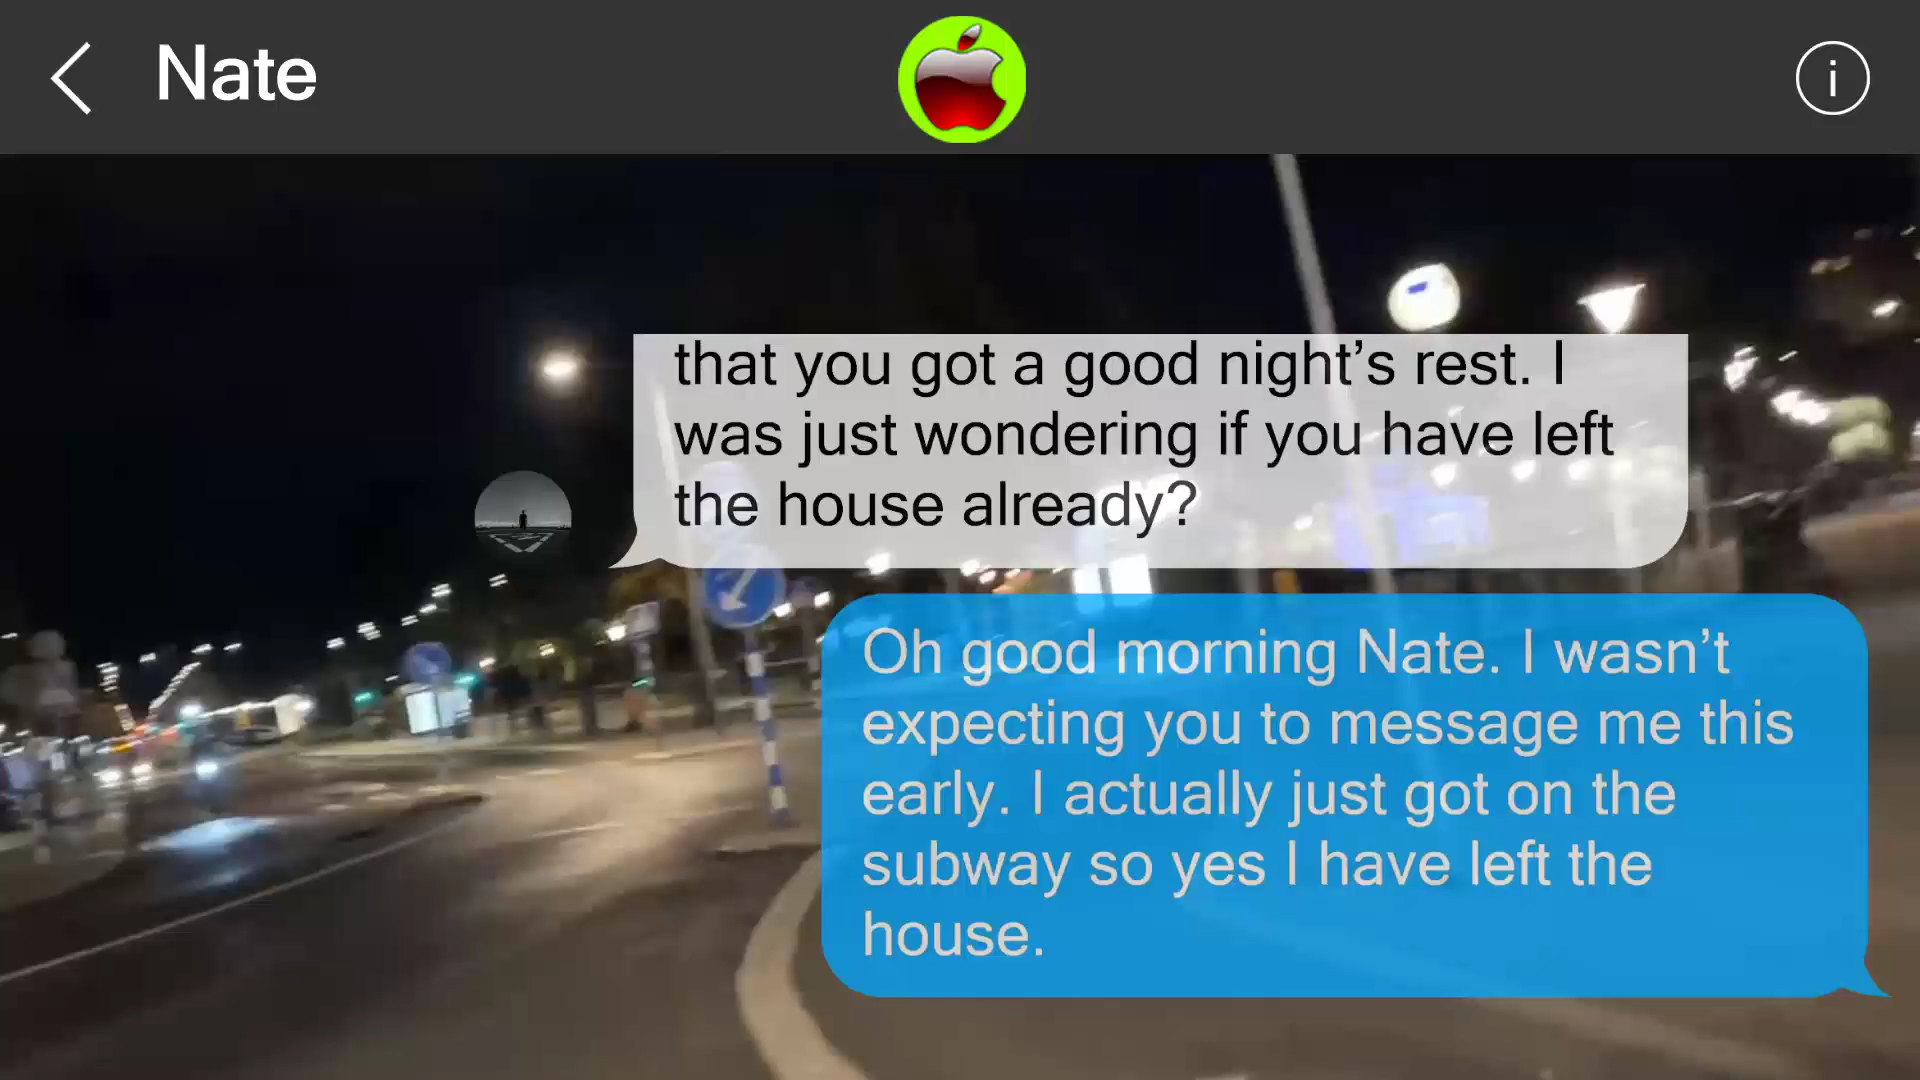 Nate
i
that you got a good night’s rest. I
was just wondering if you have left
the house already?
Oh good morning Nate. I wasn’t
expecting you to message me this
early. I actually just got on the
subway so yes I have left the
house.